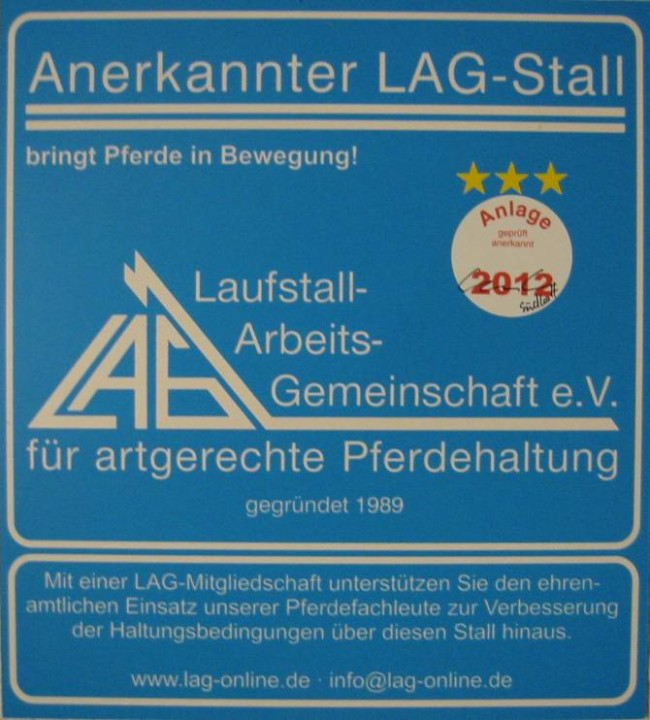 Anerkannter LAG-Stall
bringt Pferde in Bewegung!
Anlage
geprüft
anerkannt
2012
LAG
Laufstall-
Arbeits-
Gemeinschaft e.V.
für artgerechte Pferdehaltung
gegründet 1989
Mit einer LAG-Mitgliedschaft unterstützen Sie den ehren-
amtlichen Einsatz unserer Pferdefachleute zur Verbesserung
der Haltungsbedingungen über diesen Stall hinaus.
www.lag-online.de · info@lag-online.de